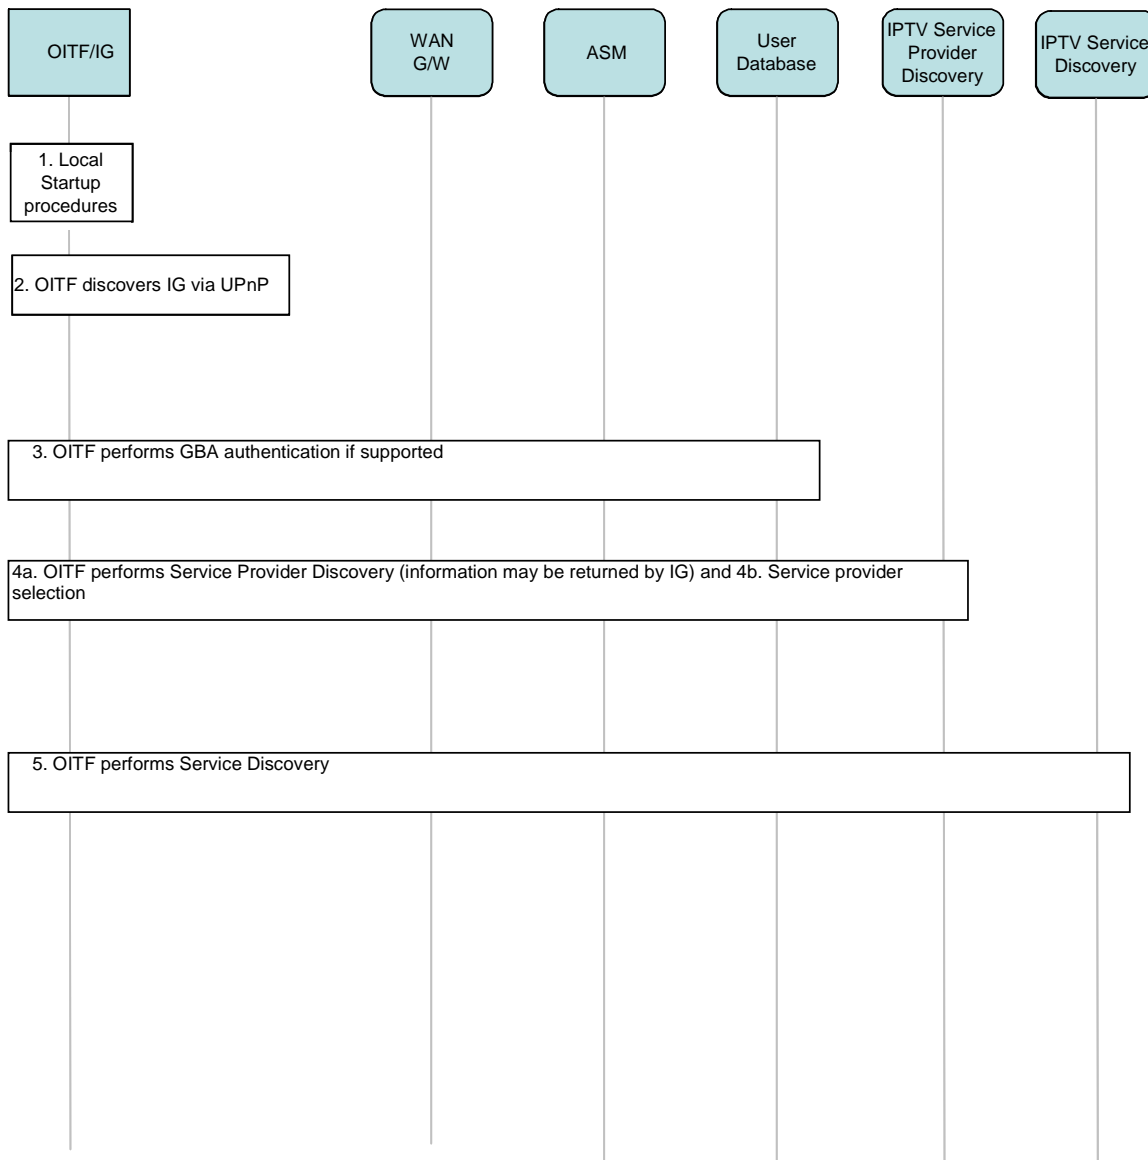 OITF/IG
WAN
G/W
ASM
User
Database
IPTV Service
Provider
Discovery
IPTV Service
Discovery
1. Local
Startup
procedures
2. OITF discovers IG via UPnP
3. OITF performs GBA authentication if supported
4a. OITF performs Service Provider Discovery (information may be returned by IG) and 4b. Service provider
selection
5. OITF performs Service Discovery